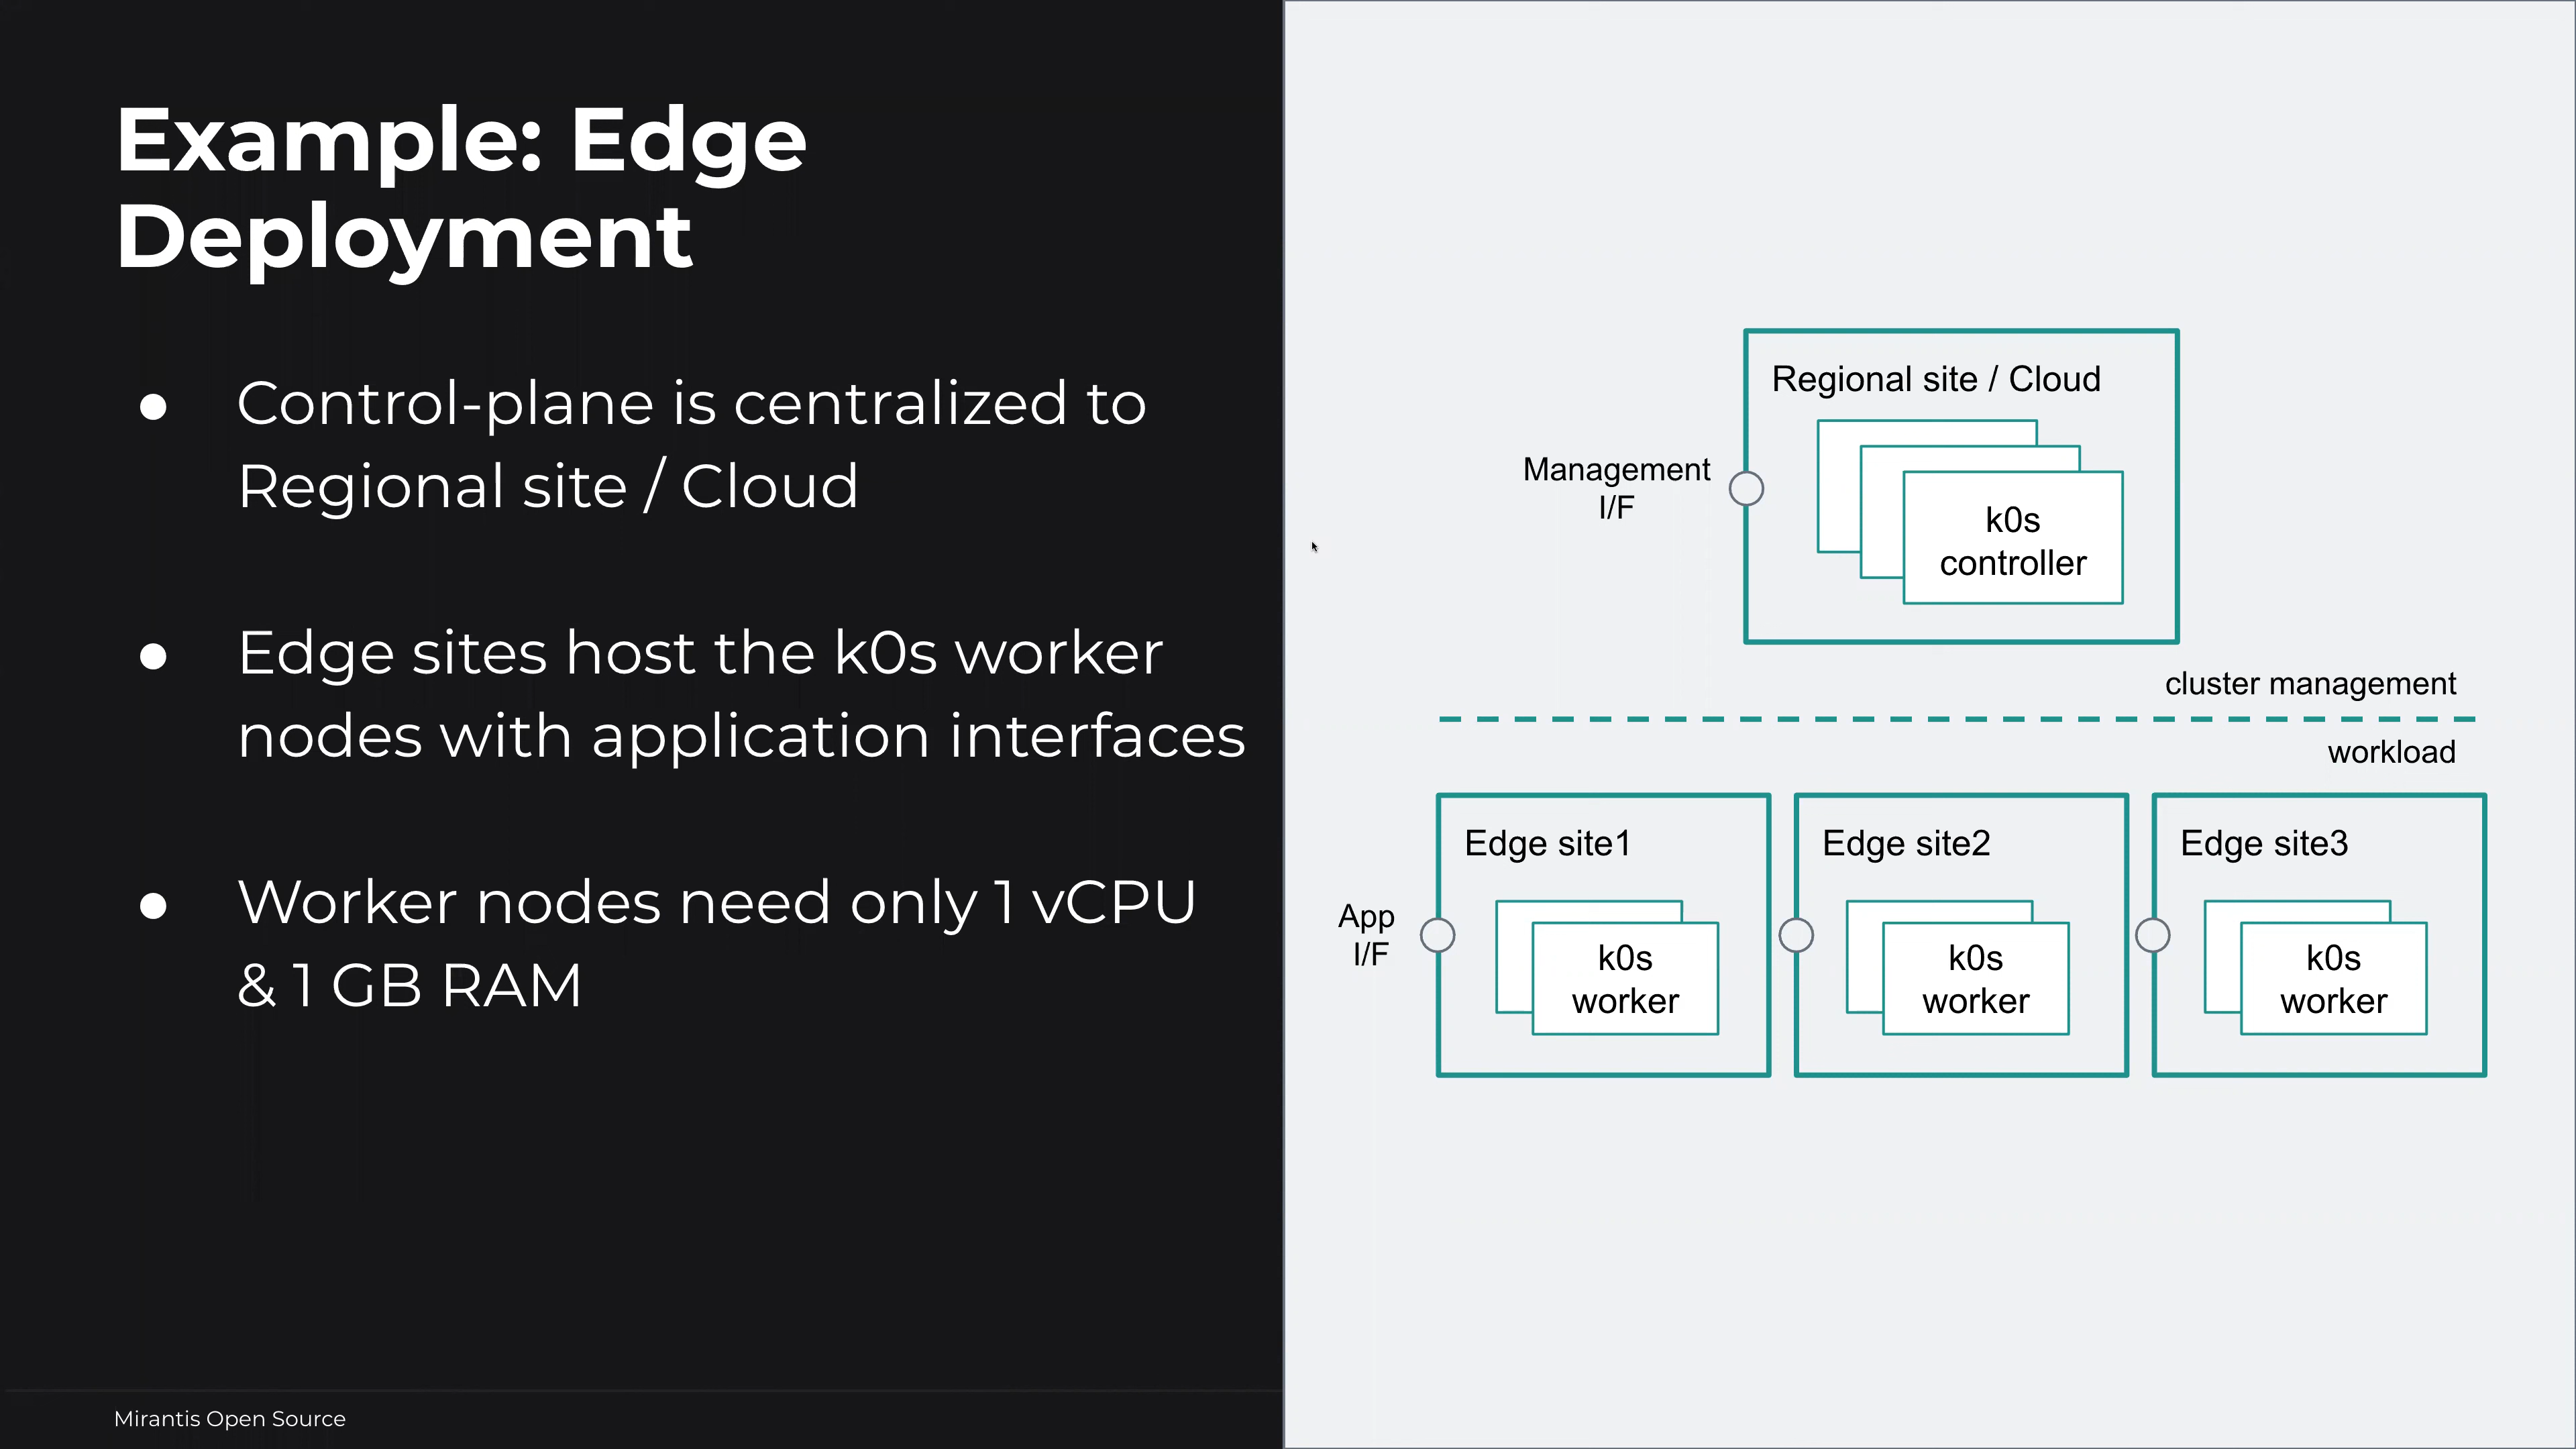 Example: Edge
Deployment
● Control-plane is centralized to
Regional site / Cloud
● Edge sites host the k0s worker
nodes with application interfaces
● Worker nodes need only 1 vCPU
& 1 GB RAM
Mirantis Open Source
Regional site / Cloud
Management
I/F
k0s
controller
cluster management
workload
Edge site1
App
I/F
k0s
worker
Edge site2
k0s
worker
Edge site3
k0s
worker